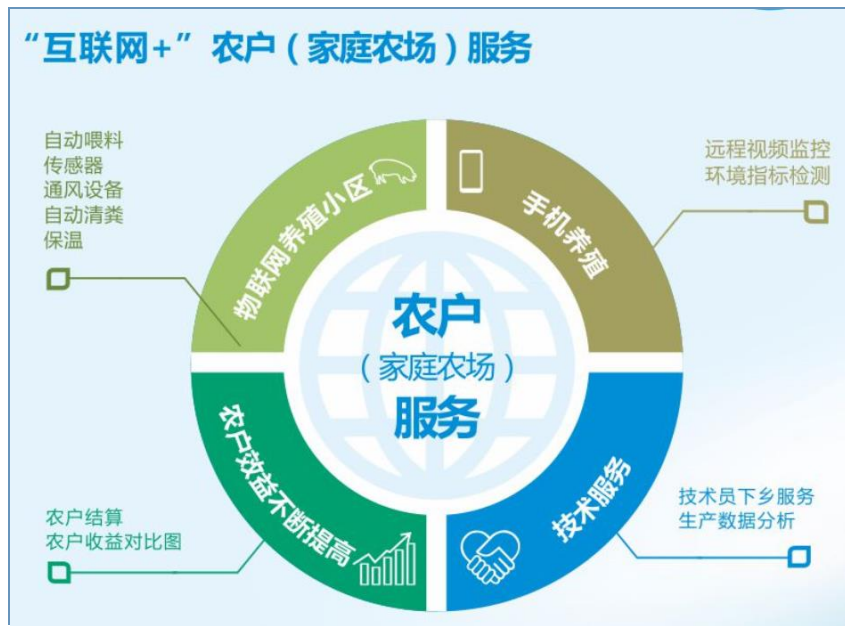 “互联网+”农户（家庭农场）服务
自动喂料
传感器
通风设备
自动清粪
保温
物联网养殖小区
手机养殖
远程视频监控
环境指标检测
农户
（家庭农场）
服务
农户效益不断提高
技术服务
农户结算
农户收益对比图
技术员下乡服务
生产数据分析